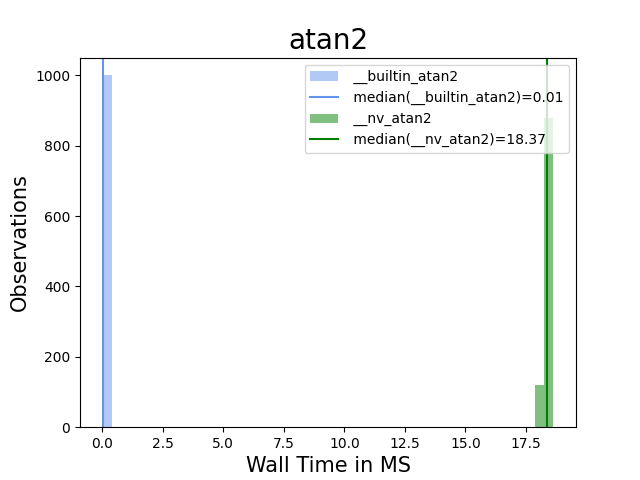 atan2
__builtin_atan2
median(__builtin_atan2)=0.01
__nv_atan2
median(__nv_atan2)=18.37
Observations
1000
800
600
400
200
0
0.0 2.5 5.0 7.5 10.0 12.5 15.0 17.5
Wall Time in MS